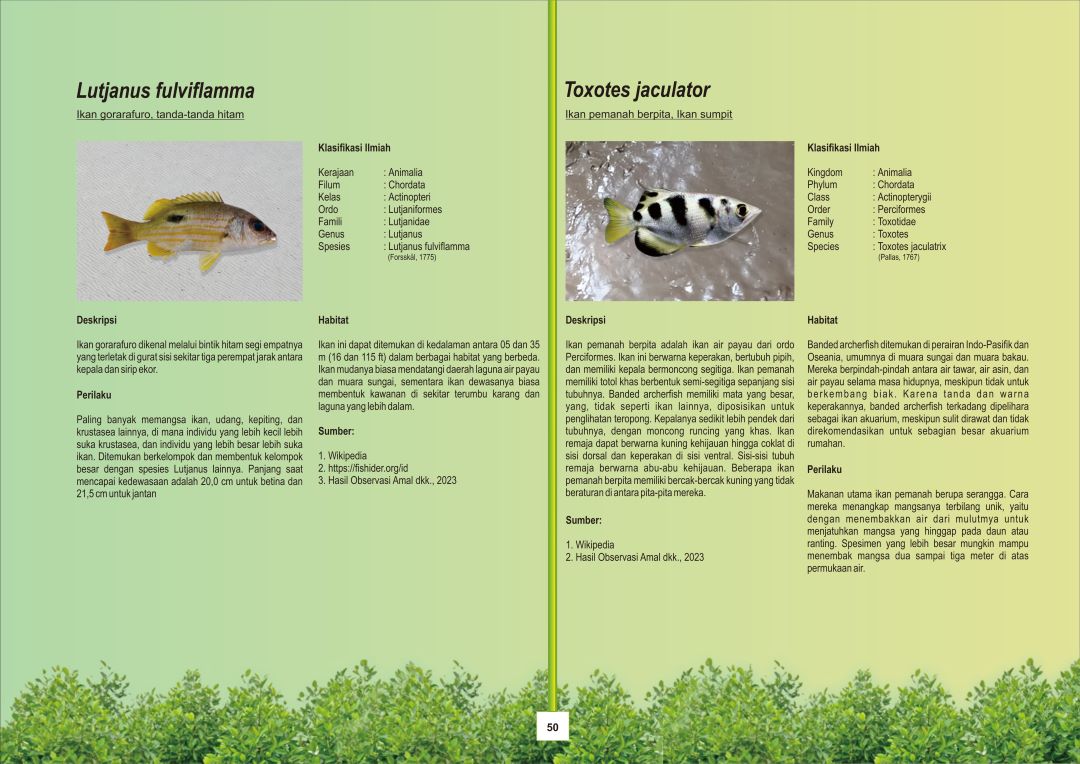 Lutjanus fulviflamma
Ikan gorarafuro, tanda-tanda hitam
Klasifikasi Ilmiah
Kerajaan : Animalia
Filum : Chordata
Kelas : Actinopteri
Ordo : Lutjaniformes
Famili : Lutjanidae
Genus : Lutjanus
Spesies : Lutjanus fulviflamma
(Forsskål, 1775)
Deskripsi
Ikan gorarafuro dikenal melalui bintik hitam segi empatnya
yang terletak di gurat sisi sekitar tiga perempat jarak antara
kepala dan sirip ekor.
Perilaku
Paling banyak memangsa ikan, udang, kepiting, dan
krustasea lainnya, di mana individu yang lebih kecil lebih
suka krustasea, dan individu yang lebih besar lebih suka
ikan. Ditemukan berkelompok dan membentuk kelompok
besar dengan spesies Lutjanus lainnya. Panjang saat
mencapai kedewasaan adalah 20,0 cm untuk betina dan
21,5 cm untuk jantan
Habitat
Ikan ini dapat ditemukan di kedalaman antara 05 dan 35
m (16 dan 115 ft) dalam berbagai habitat yang berbeda.
Ikan mudanya biasa mendatangi daerah laguna air payau
dan muara sungai, sementara ikan dewasanya biasa
membentuk kawanan di sekitar terumbu karang dan
laguna yang lebih dalam.
Sumber:
1. Wikipedia
2. https://fishider.org/id
3. Hasil Observasi Amal dkk., 2023
Toxotes jaculator
Ikan pemanah berpita, Ikan sumpit
Klasifikasi Ilmiah
Kingdom : Animalia
Phylum : Chordata
Class : Actinopterygii
Order : Perciformes
Family : Toxotidae
Genus : Toxotes
Species : Toxotes jaculatrix
(Pallas, 1767)
Deskripsi
Ikan pemanah berpita adalah ikan air payau dari ordo
Perciformes. Ikan ini berwarna keperakan, bertubuh pipih,
dan memiliki kepala bermoncong segitiga. Ikan pemanah
memiliki totol khas berbentuk semi-segitiga sepanjang sisi
tubuhnya. Banded archerfish memiliki mata yang besar,
yang, tidak seperti ikan lainnya, diposisikan untuk
penglihatan teropong. Kepalanya sedikit lebih pendek dari
tubuhnya, dengan moncong runcing yang khas. Ikan
remaja dapat berwarna kuning kehijauan hingga coklat di
sisi dorsal dan keperakan di sisi ventral. Sisi-sisi tubuh
remaja berwarna abu-abu kehijauan. Beberapa ikan
pemanah berpita memiliki bercak-bercak kuning yang tidak
beraturan di antara pita-pita mereka.
Sumber:
1. Wikipedia
2. Hasil Observasi Amal dkk., 2023
Habitat
Banded archerfish ditemukan di perairan Indo-Pasifik dan
Oseania, umumnya di muara sungai dan muara bakau.
Mereka berpindah-pindah antara air tawar, air asin, dan
air payau selama masa hidupnya, meskipun tidak untuk
berkembang biak. Karena tanda dan warna
keperakannya, banded archerfish terkadang dipelihara
sebagai ikan akuarium, meskipun sulit dirawat dan tidak
direkomendasikan untuk sebagian besar akuarium
rumahan.
Perilaku
Makanan utama ikan pemanah berupa serangga. Cara
mereka menangkap mangsanya terbilang unik, yaitu
dengan menembakkan air dari mulutmya untuk
menjatuhkan mangsa yang hinggap pada daun atau
ranting. Spesimen yang lebih besar mungkin mampu
menembak mangsa dua sampai tiga meter di atas
permukaan air.
50